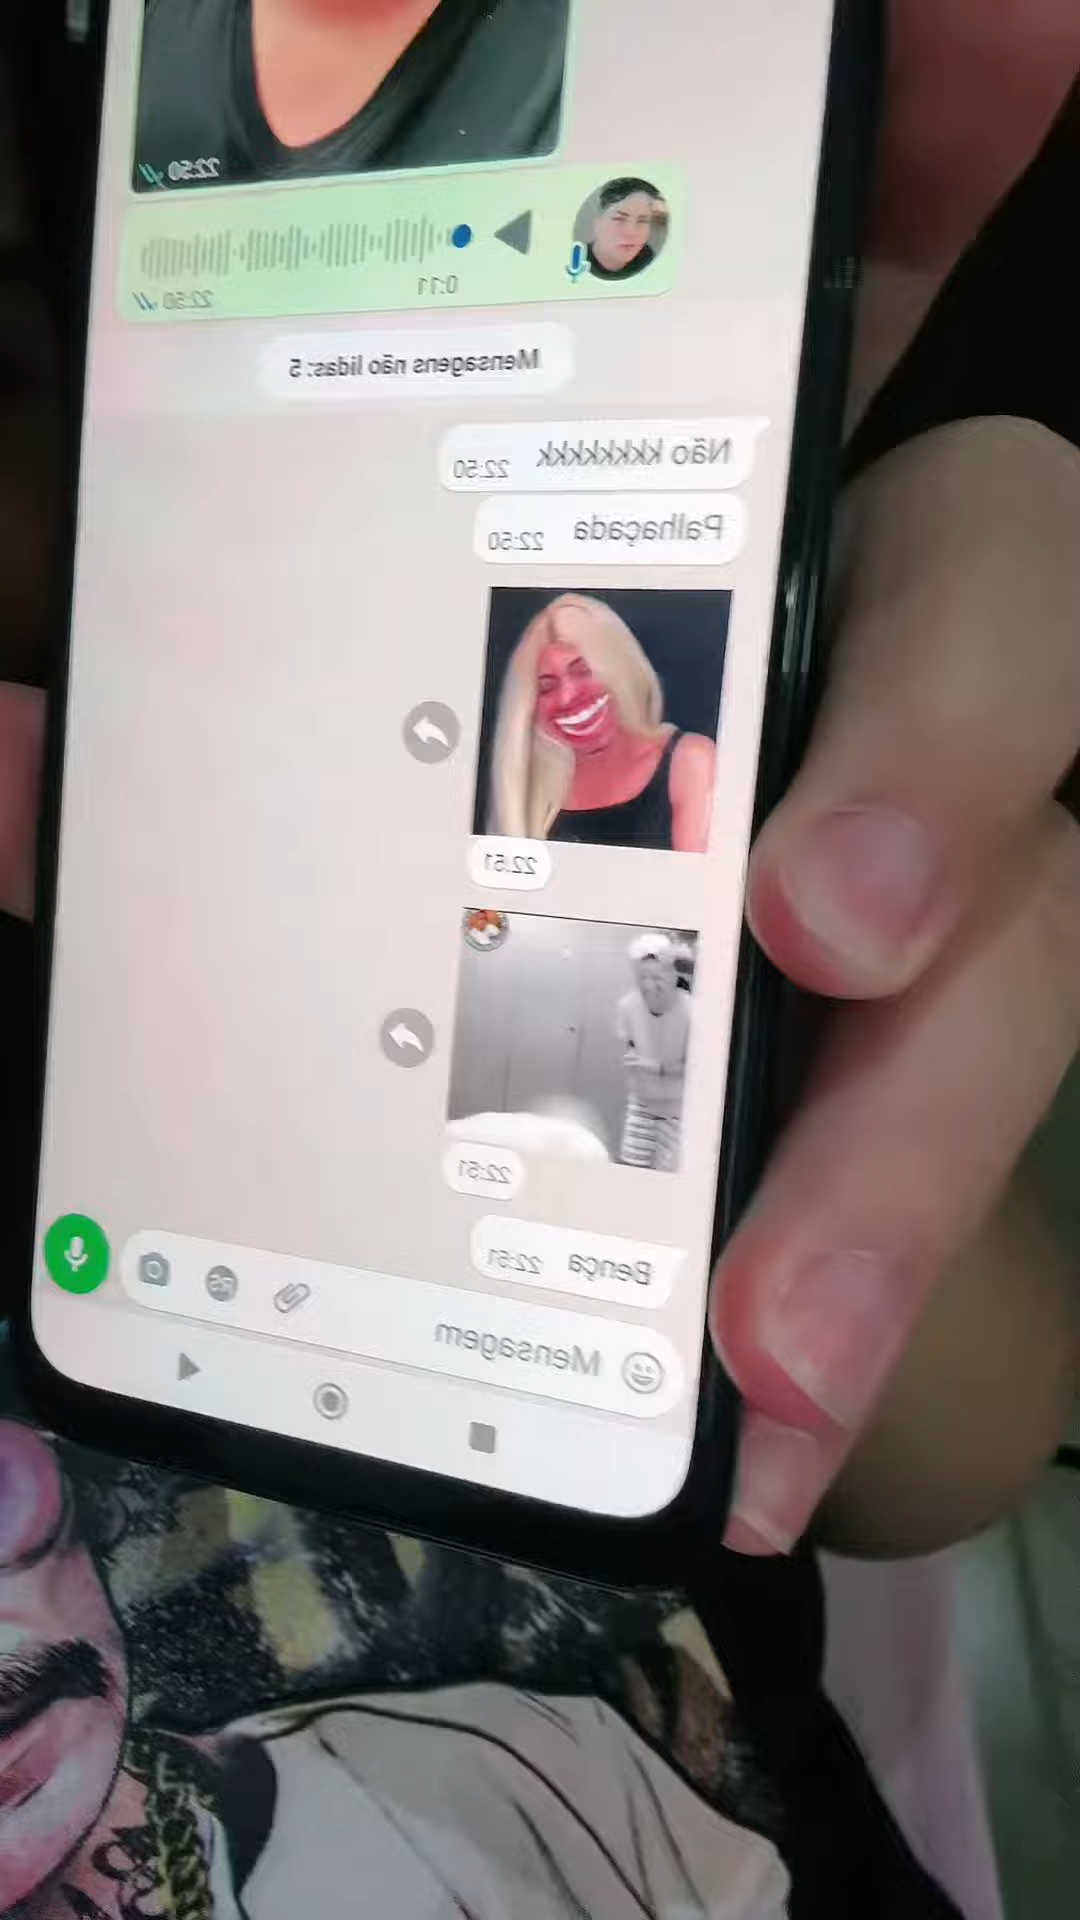 22:50
0:11
22:50
Mensagens não lidas: 5
Não kkkkkkkk 22:50
Palhaçada 22:50
22:51
22:51
Bença 22:51
Mensagem